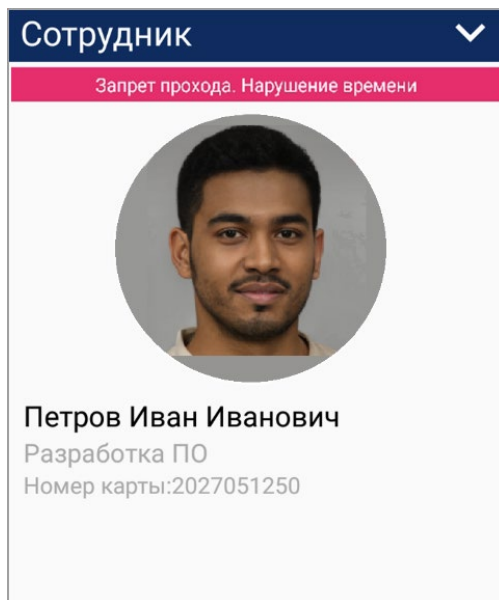 Сотрудник
Запрет прохода. Нарушение времени
Петров Иван Иванович
Разработка ПО
Номер карты:2027051250